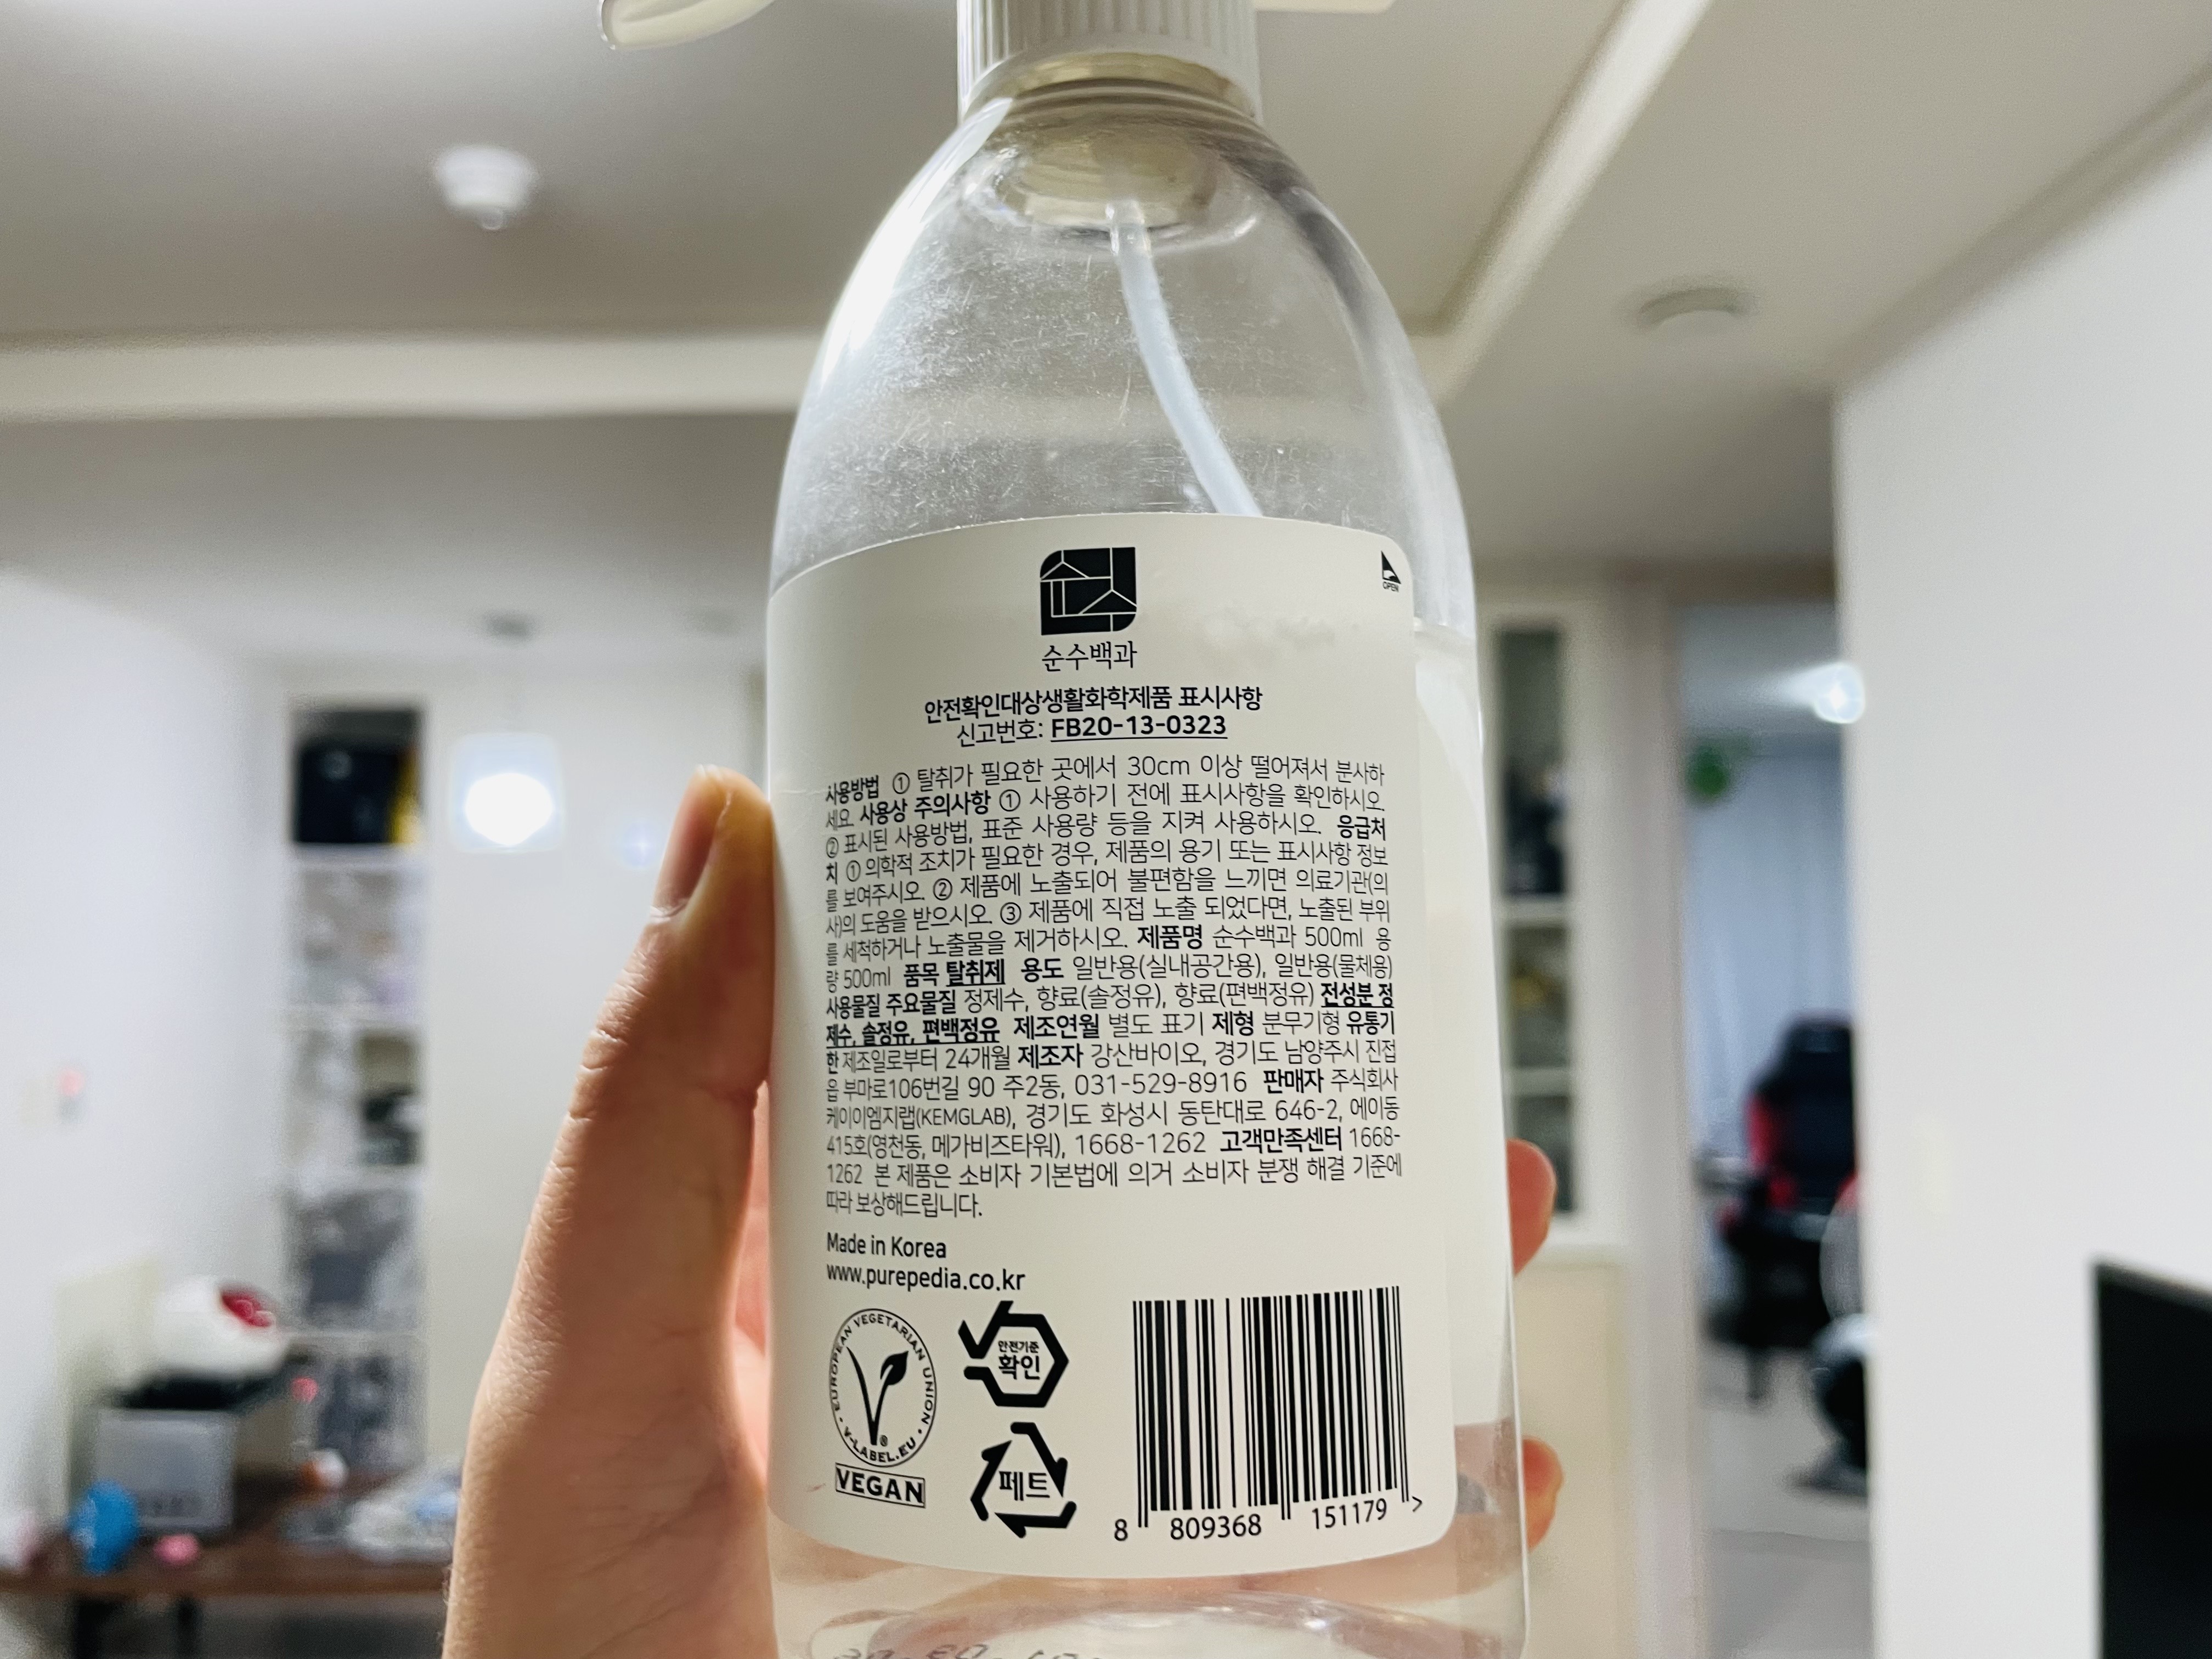 OPEN
순수백과
안전확인대상생활화학제품 표시사항
신고번호: FB20-13-0323
사용방법 ① 탈취가 필요한 곳에서 30cm 이상 떨어져서 분사하
세요. 사용상 주의사항 ① 사용하기 전에 표시사항을 확인하시오.
② 표시된 사용방법, 표준 사용량 등을 지켜 사용하시오. 응급처
치 ① 의학적 조치가 필요한 경우, 제품의 용기 또는 표시사항 정보
를 보여주시오. ② 제품에 노출되어 불편함을 느끼면 의료기관(의
사)의 도움을 받으시오. ③ 제품에 직접 노출 되었다면, 노출된 부위
를 세척하거나 노출물을 제거하시오. 제품명 순수백과 500ml 용
량 500ml 품목 탈취제 용도 일반용(실내공간용), 일반용(물체용)
사용물질 주요물질 정제수, 향료(솔정유), 향료(편백정유) 전성분 정
제수, 솔정유, 편백정유 제조연월 별도 표기 제형 분무기형 유통기
한 제조일로부터 24개월 제조자 강산바이오, 경기도 남양주시 진접
읍 부마로106번길 90 주2동, 031-529-8916 판매자 주식회사
케이이엠지랩(KEMGLAB), 경기도 화성시 동탄대로 646-2, 에이동
415호(영천동, 메가비즈타워), 1668-1262 고객만족센터 1668-
1262 본 제품은 소비자 기본법에 의거 소비자 분쟁 해결 기준에
따라 보상해드립니다.
Made in Korea
www.purepedia.co.kr
EUROPEAN VEGETARIAN UNION
V-LABEL.EU
VEGAN
안전기준
확인
페트
8 809368 151179 >